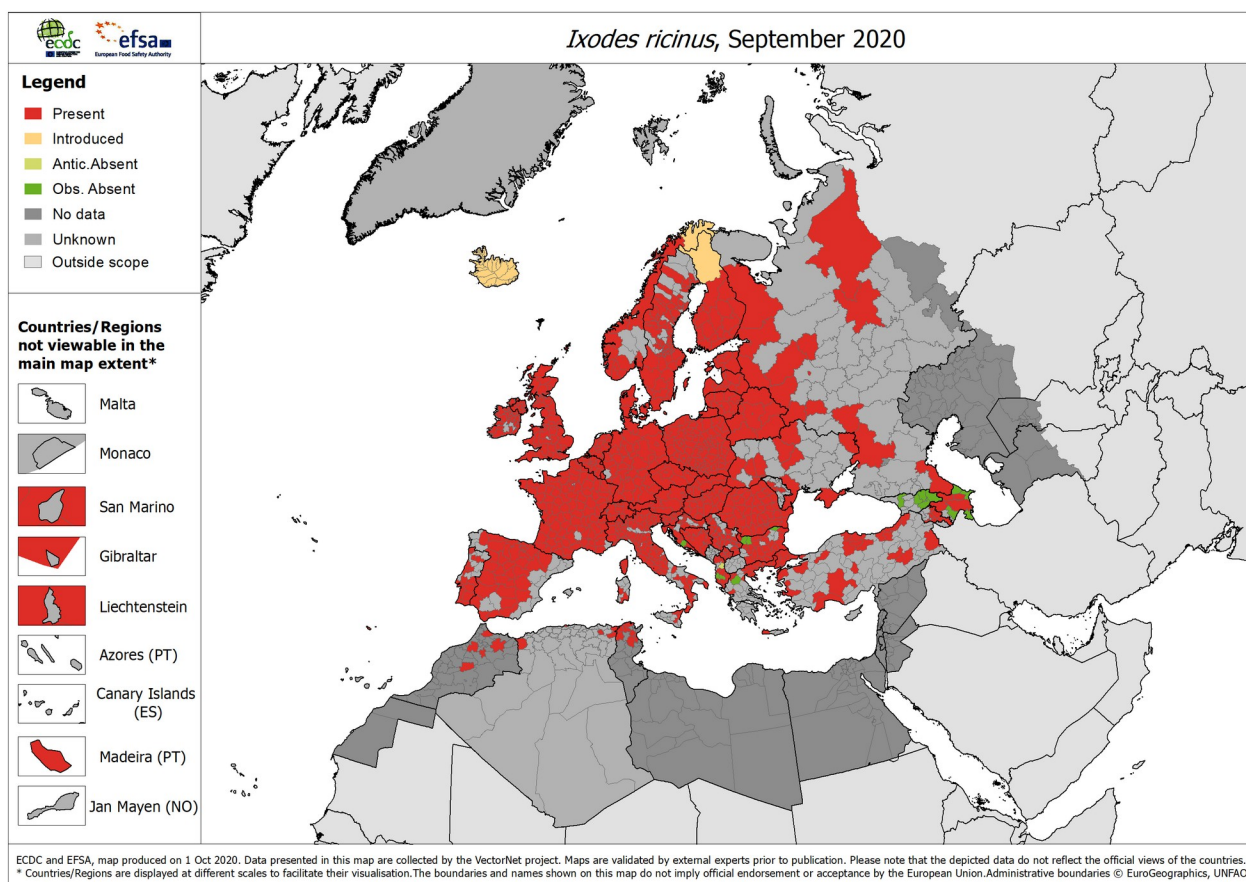 ecdc
efsa
European Food Safety Authority
Ixodes ricinus, September 2020
Legend
Present
Introduced
Antic.Absent
Obs. Absent
No data
Unknown
Outside scope
Countries/Regions
not viewable in the
main map extent*
Malta
Monaco
San Marino
Gibraltar
Liechtenstein
Azores (PT)
Canary Islands
(ES)
Madeira (PT)
Jan Mayen (NO)
ECDC and EFSA, map produced on 1 Oct 2020. Data presented in this map are collected by the VectorNet project. Maps are validated by external experts prior to publication. Please note that the depicted data do not reflect the official views of the countries.
* Countries/Regions are displayed at different scales to facilitate their visualisation.The boundaries and names shown on this map do not imply official endorsement or acceptance by the European Union.Administrative boundaries © EuroGeographics, UNFAO